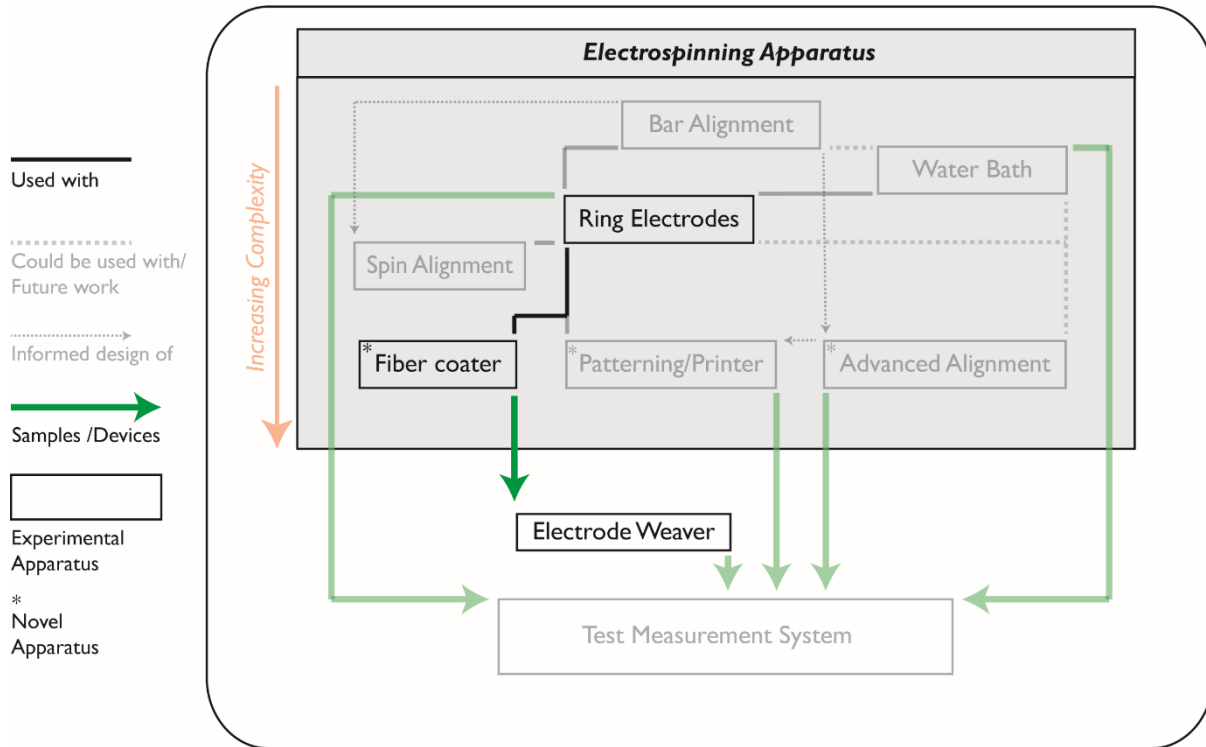 Electrospinning Apparatus
Bar Alignment
Water Bath
Used with
Ring Electrodes
Increasing Complexity
Spin Alignment
Could be used with/
Future work
Informed design of
*
Fiber coater
*
Patterning/Printer
*
Advanced Alignment
Samples /Devices
Electrode Weaver
Experimental
Apparatus
*
Novel
Apparatus
Test Measurement System